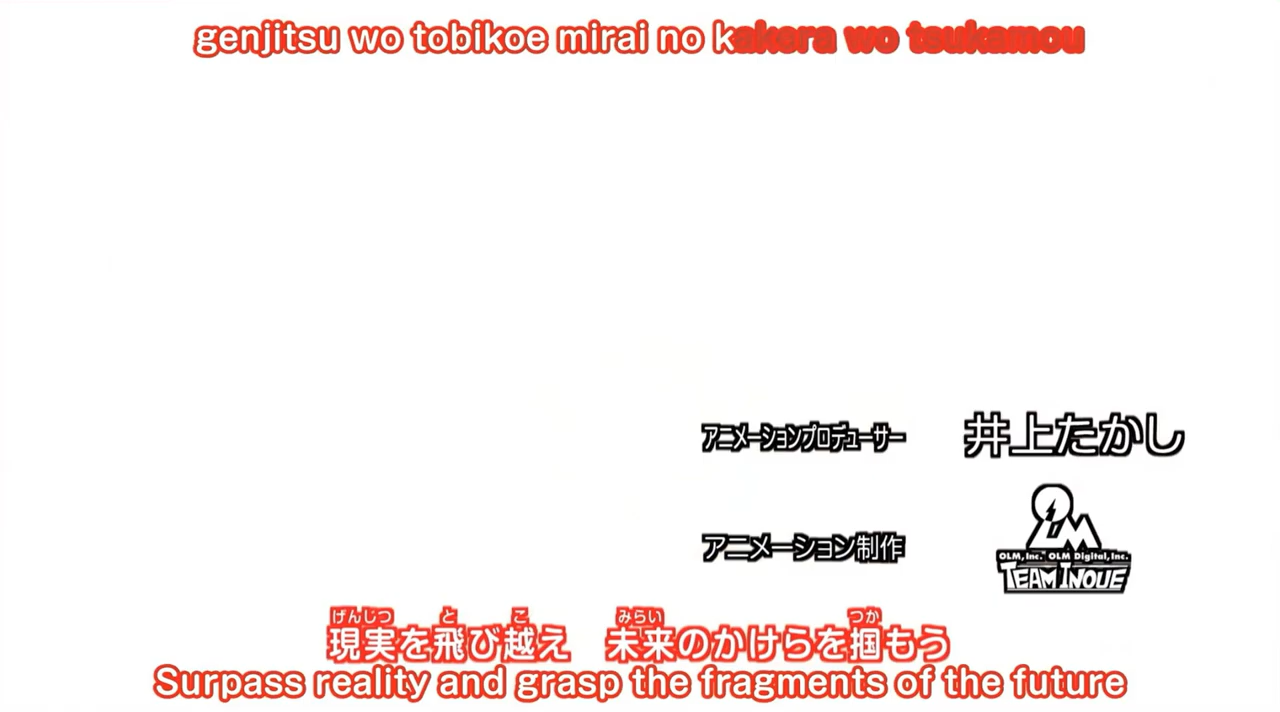 genjitsu wo tobikoe mirai no kakera wo tsukamou
アニメーションプロデューサー 井上たかし
アニメーション制作
OLM
OLM, Inc. OLM Digital, Inc.
TEAM INOUE
げんじつ と こ みらい つか
現実を飛び越え 未来のかけらを掴もう
Surpass reality and grasp the fragments of the future